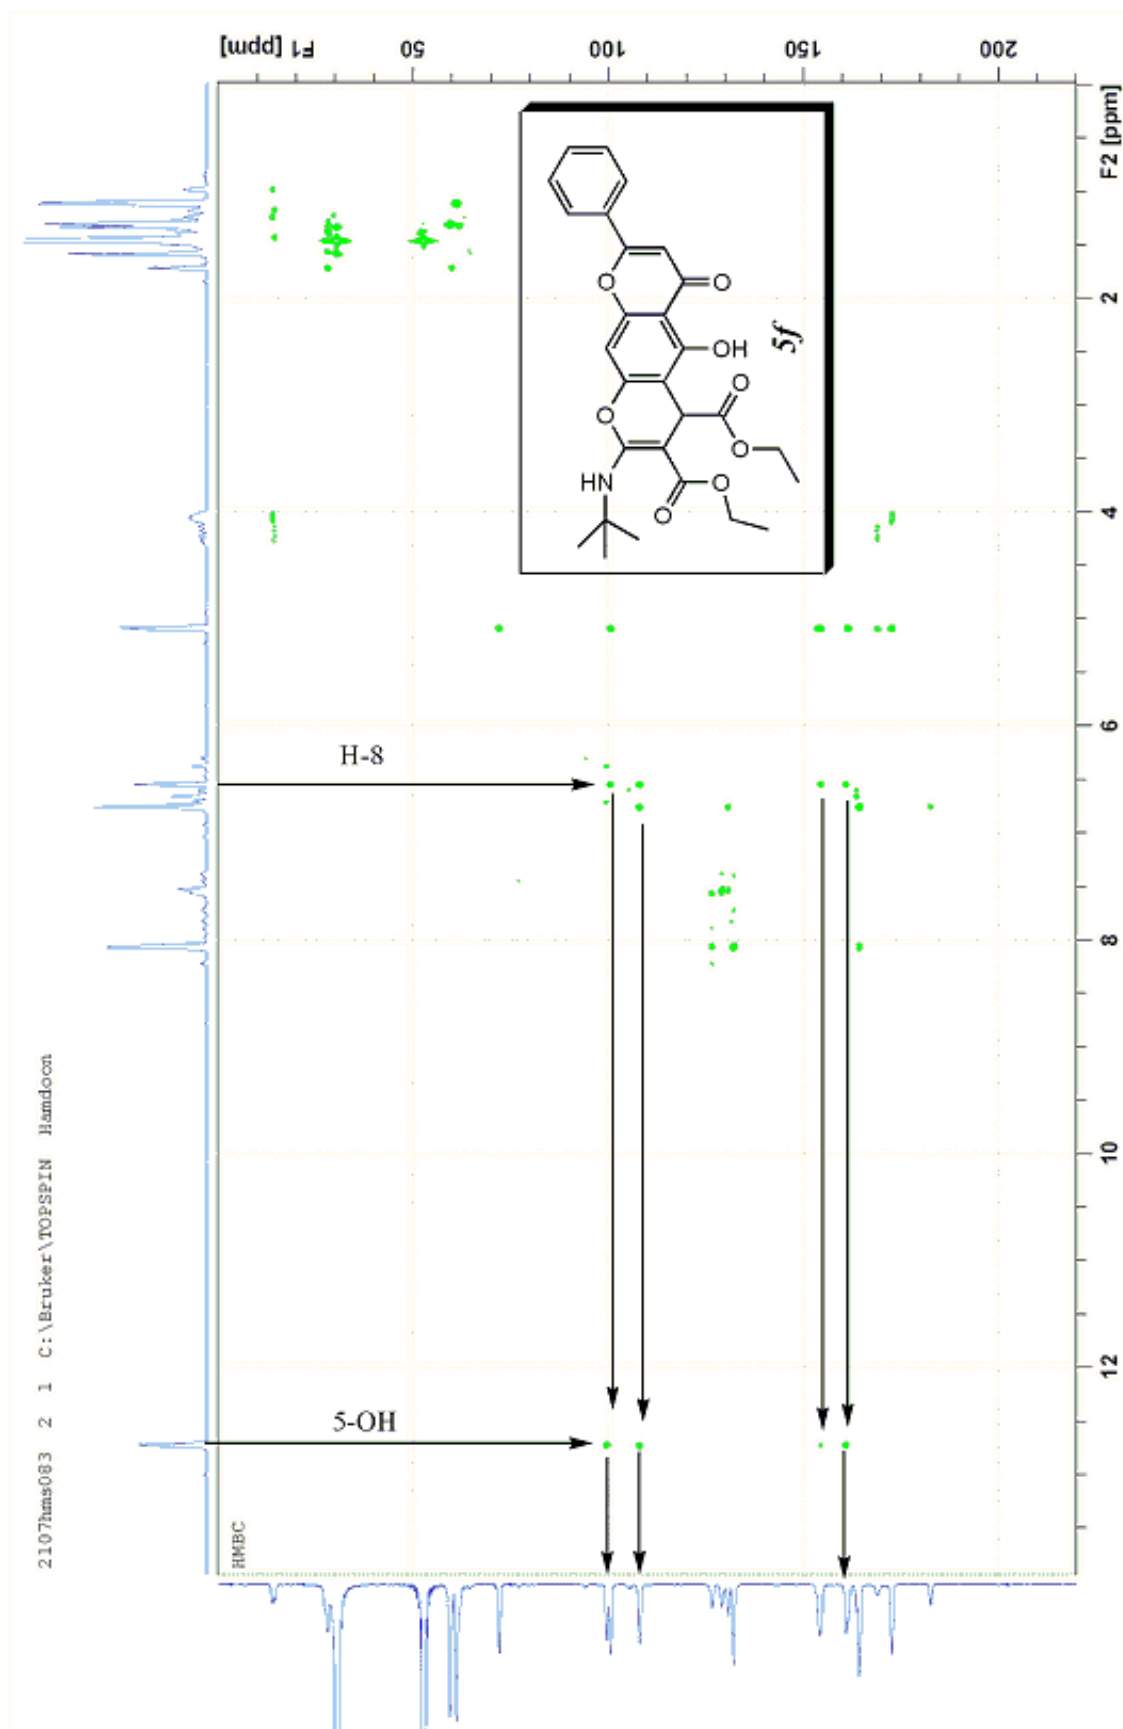 F1 [ppm]
50
100
150
200
F2 [ppm]
2
4
6
8
10
12
O
O
OH
O
O
O
O
O
HN
5f
H-8
5-OH
HMBC
2107hms083 2 1 C:\Bruker\TOPSPIN Hamdoon